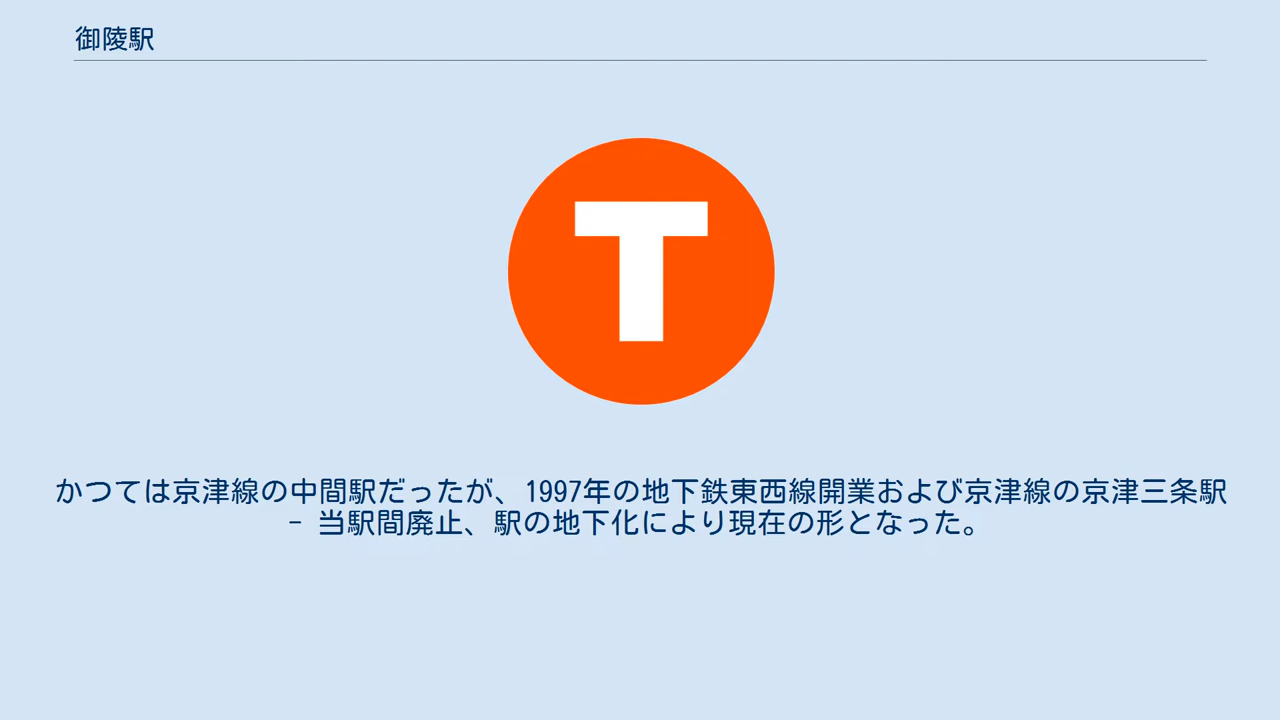 御陵駅
T
かつては京津線の中間駅だったが、1997年の地下鉄東西線開業および京津線の京津三条駅
- 当駅間廃止、駅の地下化により現在の形となった。